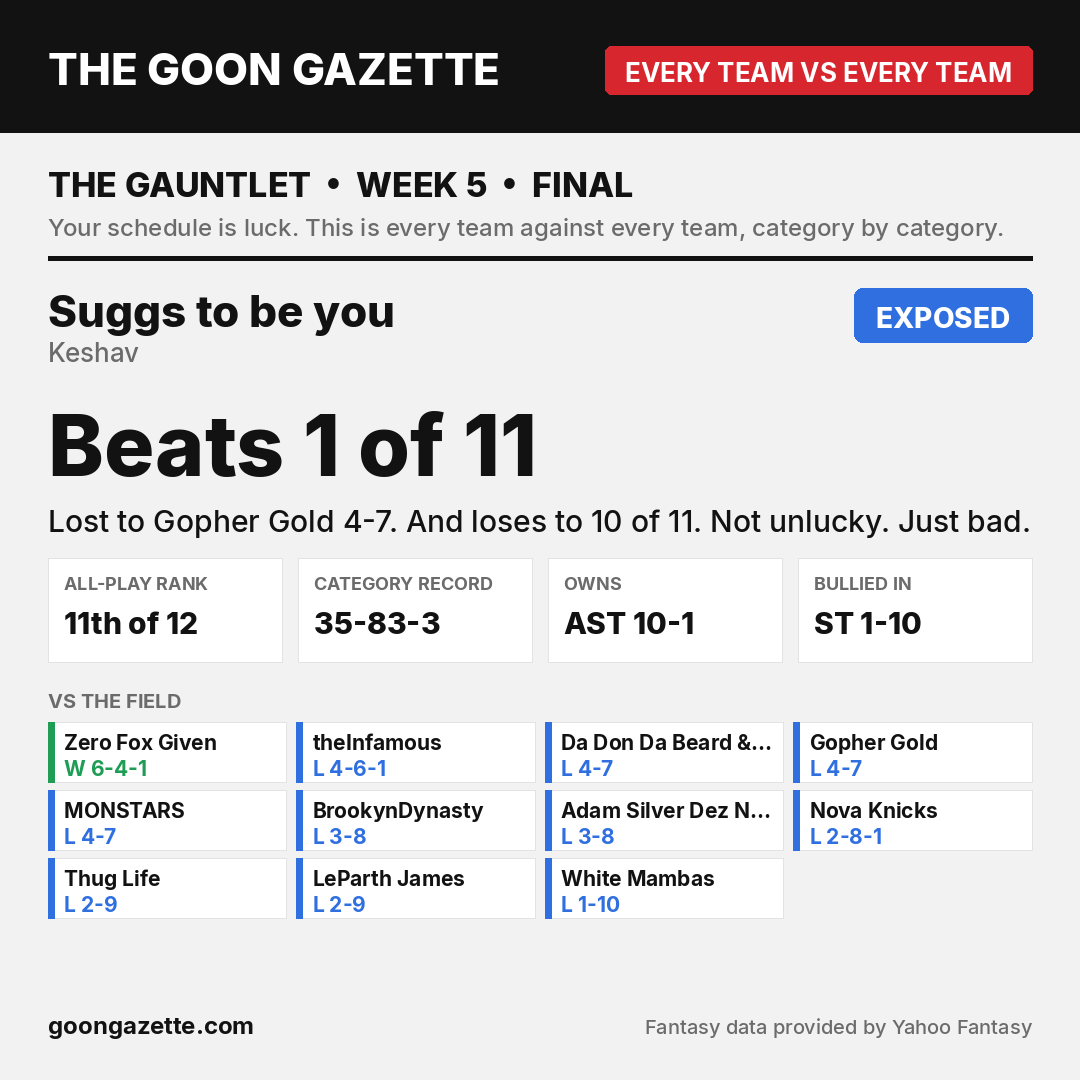 THE GOON GAZETTE
EVERY TEAM VS EVERY TEAM
THE GAUNTLET • WEEK 5 • FINAL
Your schedule is luck. This is every team against every team, category by category.
Suggs to be you
EXPOSED
Keshav
Beats 1 of 11
Lost to Gopher Gold 4-7. And loses to 10 of 11. Not unlucky. Just bad.
ALL-PLAY RANK
11th of 12
CATEGORY RECORD
35-83-3
OWNS
AST 10-1
BULLIED IN
ST 1-10
VS THE FIELD
Zero Fox Given
W 6-4-1
theInfamous
L 4-6-1
Da Don Da Beard &...
L 4-7
Gopher Gold
L 4-7
MONSTARS
L 4-7
BrookynDynasty
L 3-8
Adam Silver Dez N...
L 3-8
Nova Knicks
L 2-8-1
Thug Life
L 2-9
LeParth James
L 2-9
White Mambas
L 1-10
goongazette.com
Fantasy data provided by Yahoo Fantasy